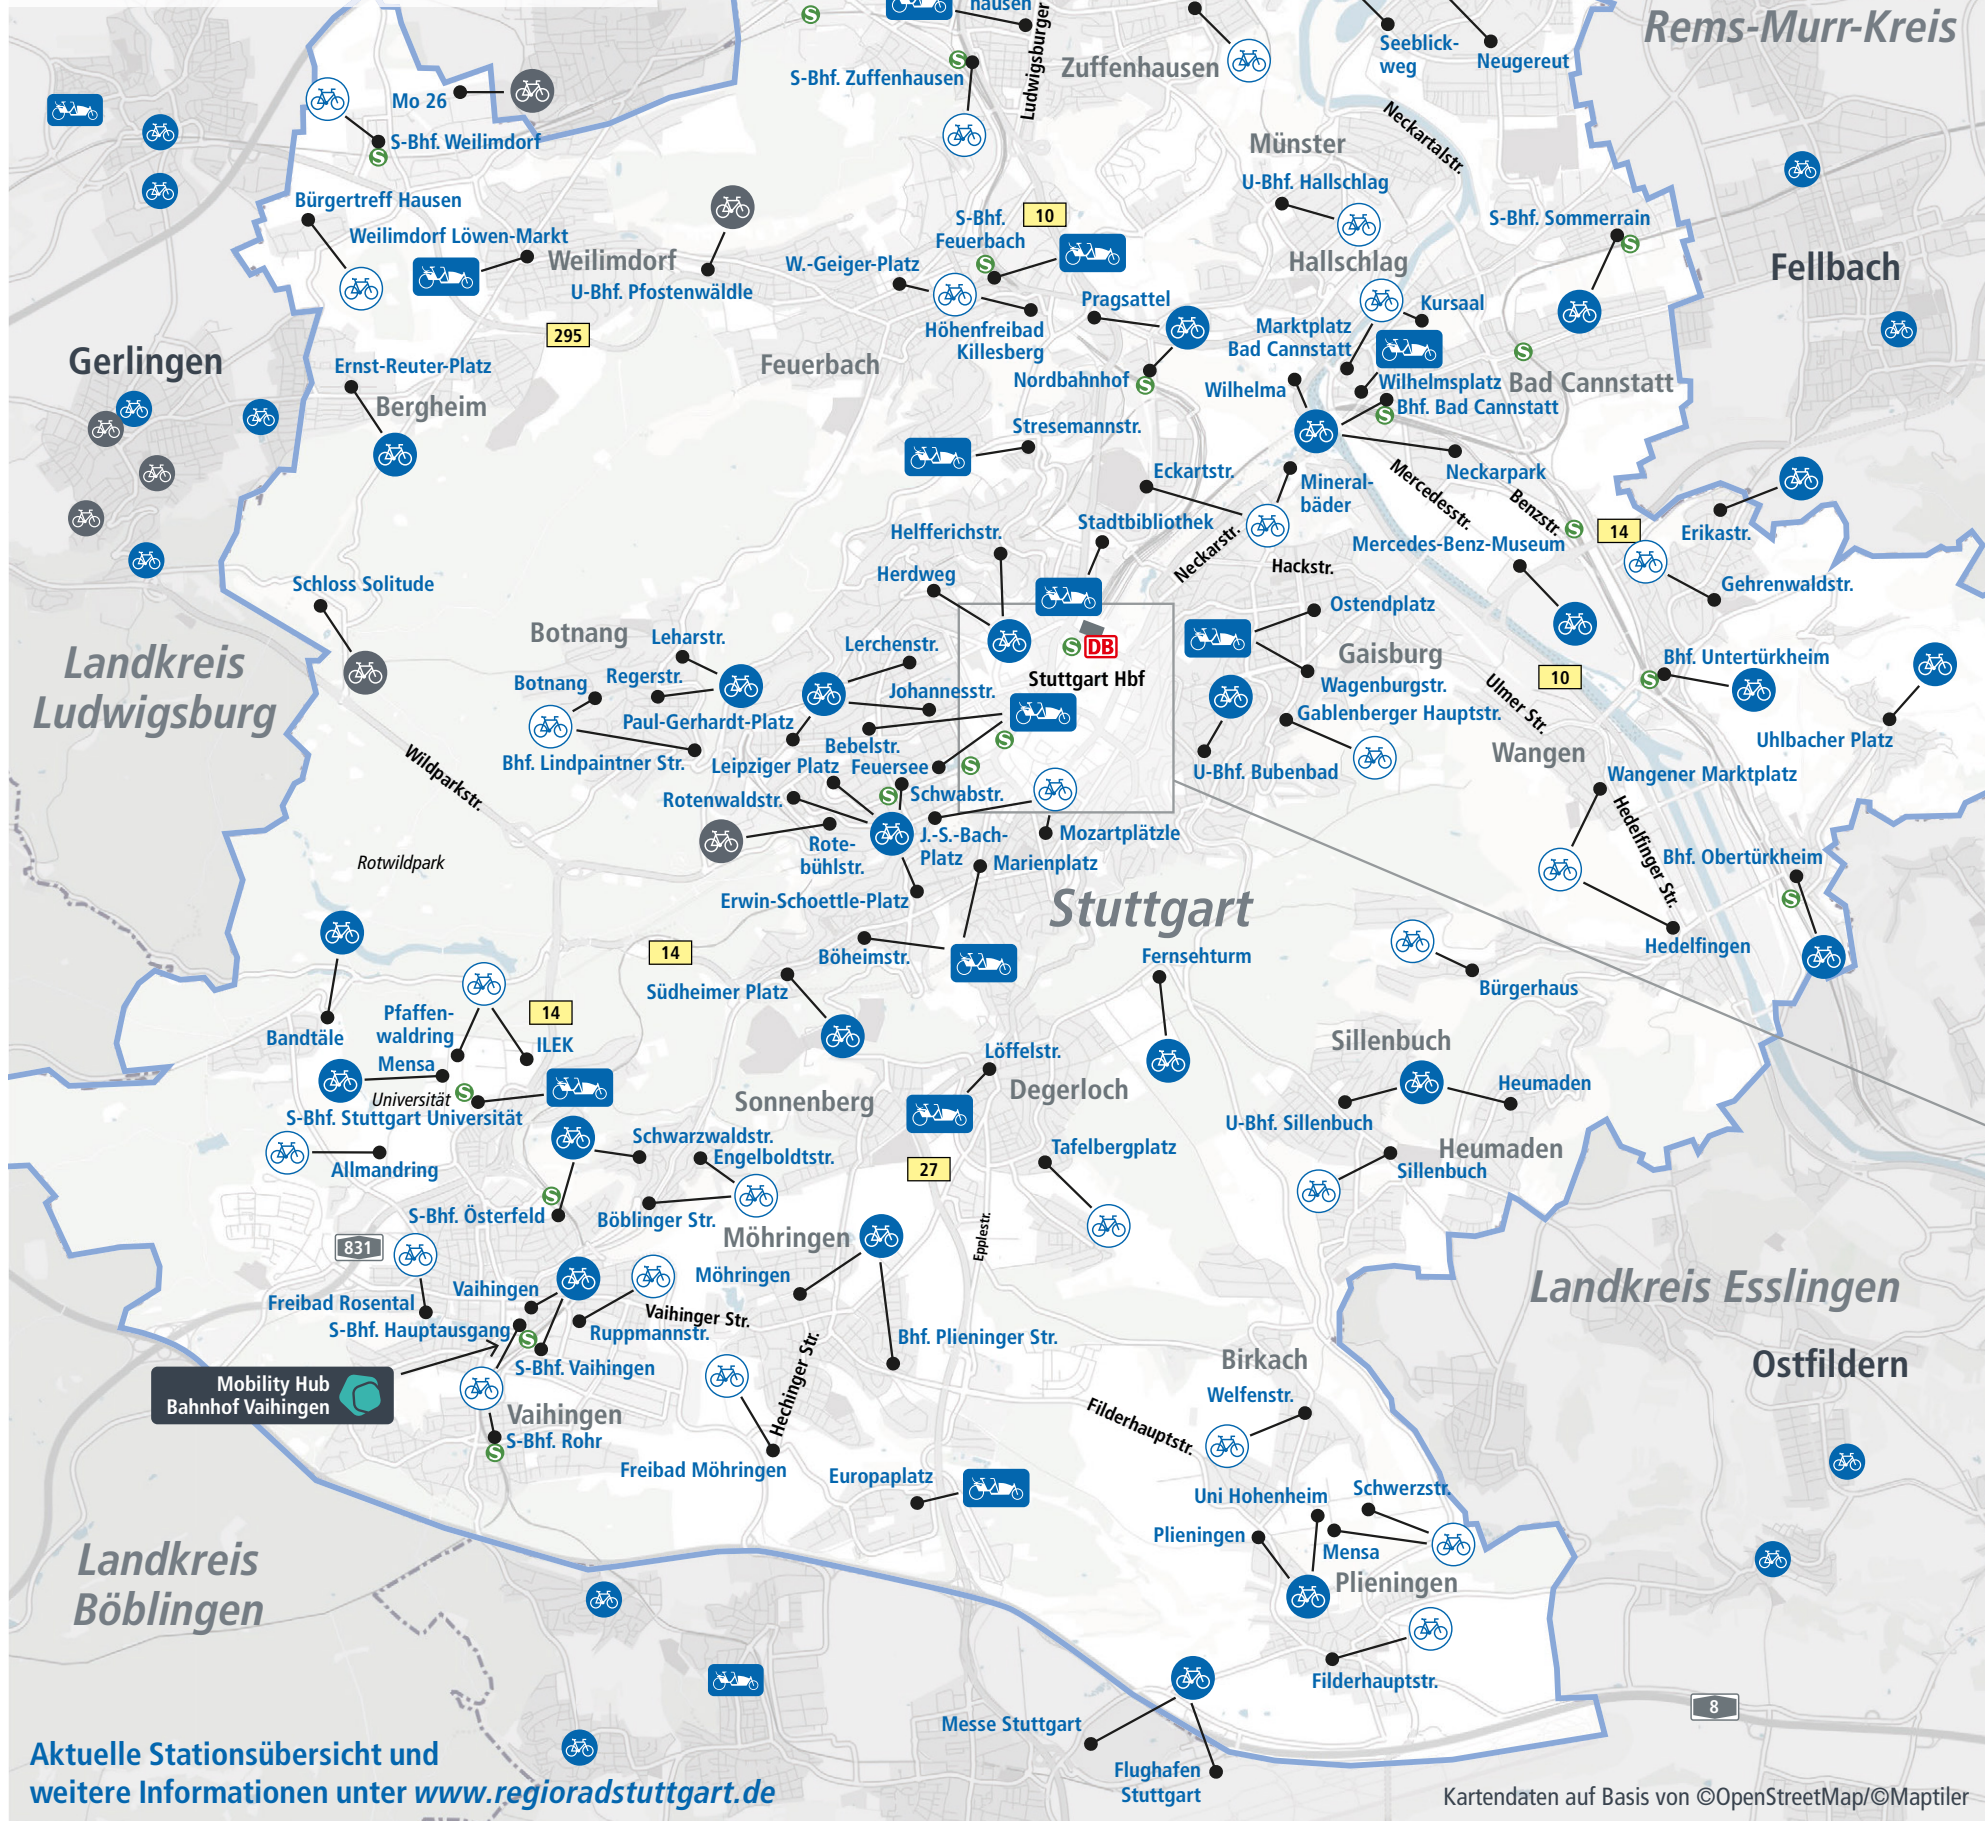 hausen
Ludwigsburger
Rems-Murr-Kreis
Seeblick-
weg
Neugereut
S-Bhf. Zuffenhausen
Zuffenhausen
Mo 26
S-Bhf. Weilimdorf
Neckartalstr.
Münster
U-Bhf. Hallschlag
Bürgertreff Hausen
Weilimdorf Löwen-Markt
Weilimdorf
U-Bhf. Pfostenwäldle
S-Bhf.
Feuerbach
10
W.-Geiger-Platz
Höhenfreibad
Killesberg
Pragsattel
Nordbahnhof
Hallschlag
Kursaal
Marktplatz
Bad Cannstatt
S-Bhf. Sommerrain
Fellbach
295
Gerlingen
Ernst-Reuter-Platz
Bergheim
Feuerbach
Wilhelma
Wilhelmsplatz
Bad Cannstatt
Bhf. Bad Cannstatt
Stresemannstr.
Eckartstr.
Mineral-
bäder
Neckarpark
Mercedesstr.
Benzstr.
14
Erikastr.
Helfferichstr.
Stadtbibliothek
Neckarstr.
Hackstr.
Mercedes-Benz-Museum
Gehrenwaldstr.
Herdweg
Schloss Solitude
Ostendplatz
Landkreis
Ludwigsburg
Botnang
Leharstr.
Lerchenstr.
S DB
Stuttgart Hbf
Gaisburg
Wagenburgstr.
10
Bhf. Untertürkheim
Botnang
Regerstr.
Johannesstr.
Ulmer Str.
Gablenberger Hauptstr.
Paul-Gerhardt-Platz
Uhlbacher Platz
Bebelstr.
Wangen
Bhf. Lindpaintner Str.
Leipziger Platz
Feuersee
U-Bhf. Bubenbad
Wangener Marktplatz
Wildparkstr.
Rotenwaldstr.
Schwabstr.
Hedelfinger Str.
Rote-
bühlstr.
J.-S.-Bach-
Platz
Mozartplätzle
Marienplatz
Bhf. Obertürkheim
Rotwildpark
Erwin-Schoettle-Platz
Stuttgart
Hedelfingen
14
Böheimstr.
Fernsehturm
Bürgerhaus
Südheimer Platz
Pfaffen-
waldring
14
ILEK
Bandtäle
Mensa
Universität
S-Bhf. Stuttgart Universität
Löffelstr.
Degerloch
Sonnenberg
Sillenbuch
Heumaden
U-Bhf. Sillenbuch
Heumaden
Sillenbuch
Schwarzwaldstr.
Engelboldtstr.
Tafelbergplatz
Allmandring
27
S-Bhf. Österfeld
Böblinger Str.
Möhringen
Epplestr.
831
Möhringen
Vaihingen
Freibad Rosental
S-Bhf. Hauptausgang
Vaihinger Str.
Ruppmannstr.
S-Bhf. Vaihingen
Bhf. Plieninger Str.
Landkreis Esslingen
Ostfildern
Mobility Hub
Bahnhof Vaihingen
Hechinger Str.
Birkach
Welfenstr.
Vaihingen
S-Bhf. Rohr
Filderhauptstr.
Freibad Möhringen
Europaplatz
Uni Hohenheim
Schwerzstr.
Plieningen
Mensa
Plieningen
Landkreis
Böblingen
Filderhauptstr.
8
Messe Stuttgart
Flughafen
Stuttgart
Aktuelle Stationsübersicht und
weitere Informationen unter www.regioradstuttgart.de
Kartendaten auf Basis von ©OpenStreetMap/©Maptiler